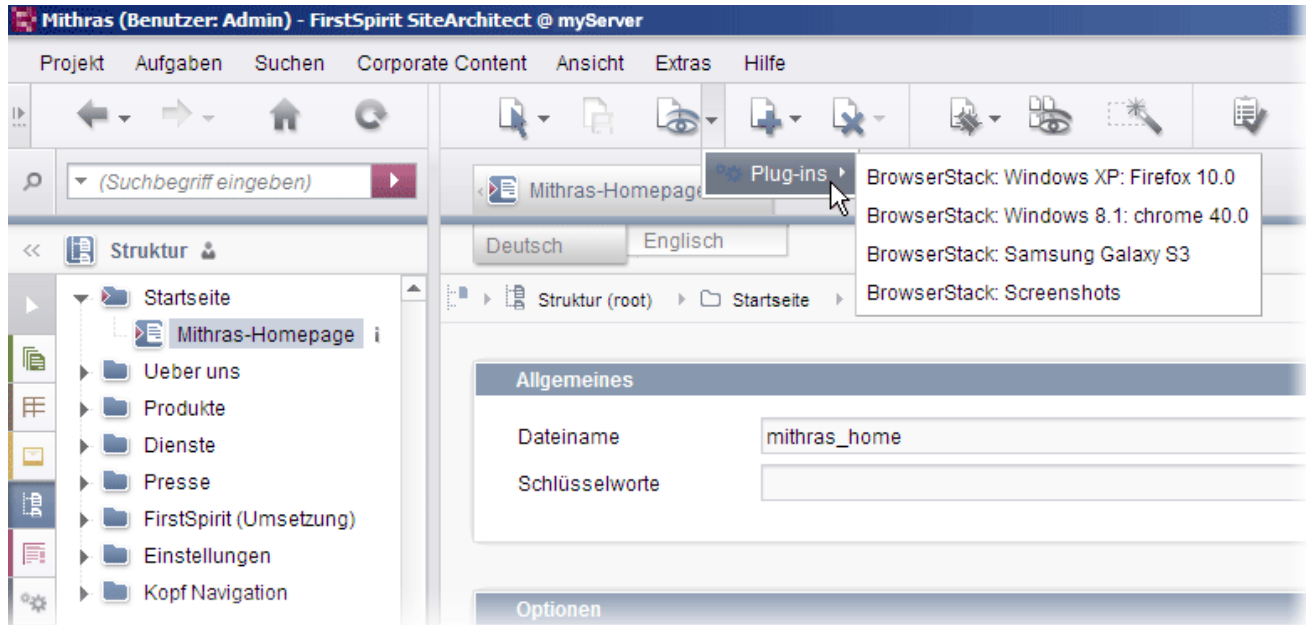 Mithras (Benutzer: Admin) - FirstSpirit SiteArchitect @ myServer
Projekt Aufgaben Suchen Corporate Content Ansicht Extras Hilfe
(Suchbegriff eingeben)
Mithras-Homepage
Plug-ins
BrowserStack: Windows XP: Firefox 10.0
BrowserStack: Windows 8.1: chrome 40.0
BrowserStack: Samsung Galaxy S3
BrowserStack: Screenshots
Struktur
Deutsch Englisch
Struktur (root) Startseite
Startseite
Mithras-Homepage i
Ueber uns
Produkte
Dienste
Presse
FirstSpirit (Umsetzung)
Einstellungen
Kopf Navigation
Allgemeines
Dateiname mithras_home
Schlüsselworte
Optionen